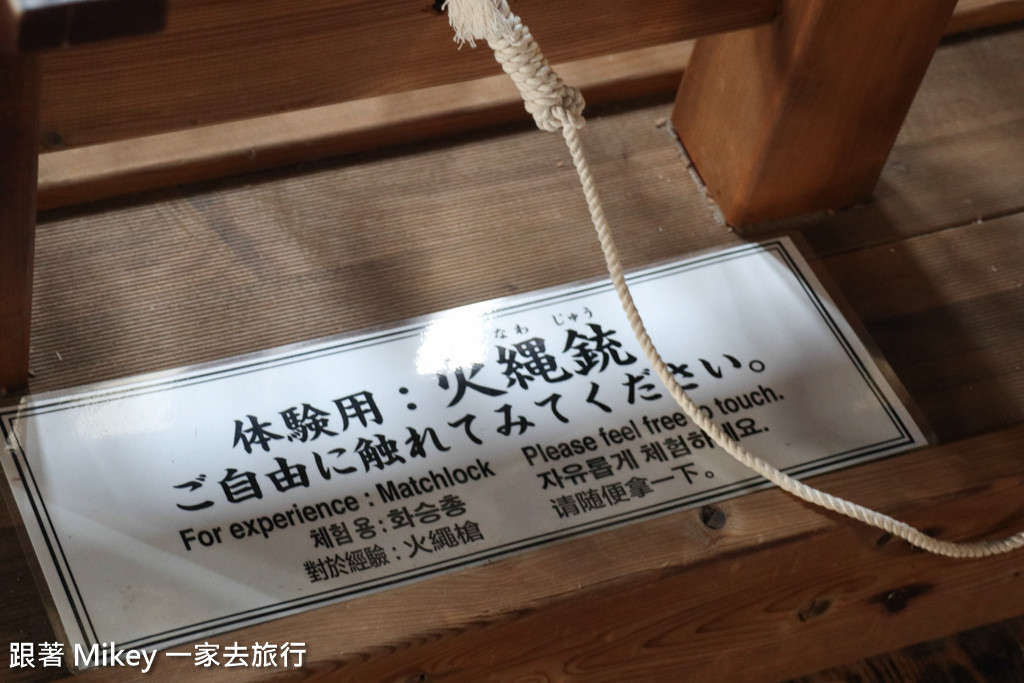 なわ じゅう
体験用：火縄銃
ご自由に触れてみてください。
For experience : Matchlock Please feel free to touch.
체험용 : 화승총 자유롭게 체험하세요.
對於經驗 : 火繩槍 请随便拿一下。
跟著 Mikey 一家去旅行